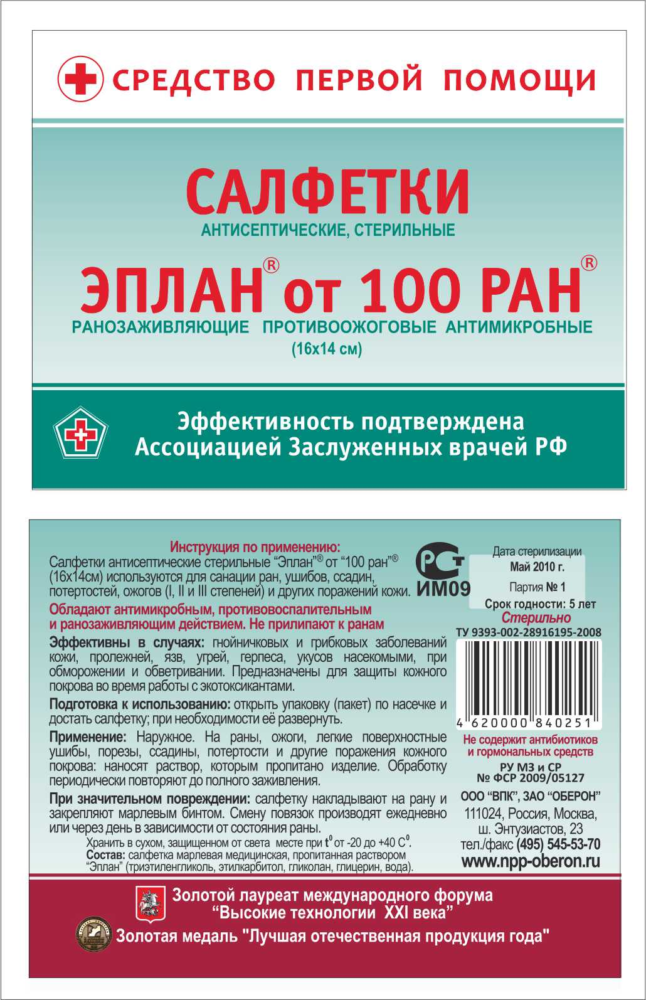 СРЕДСТВО ПЕРВОЙ ПОМОЩИ
САЛФЕТКИ
АНТИСЕПТИЧЕСКИЕ, СТЕРИЛЬНЫЕ
ЭПЛАН® от 100 РАН®
РАНОЗАЖИВЛЯЮЩИЕ ПРОТИВООЖОГОВЫЕ АНТИМИКРОБНЫЕ
(16х14 см)
Эффективность подтверждена
Ассоциацией Заслуженных врачей РФ
Инструкция по применению:
Салфетки антисептические стерильные “Эплан”® от “100 ран”®
(16х14см) используются для санации ран, ушибов, ссадин,
потертостей, ожогов (I, II и III степеней) и других поражений кожи.
Обладают антимикробным, противовоспалительным
и ранозаживляющим действием. Не прилипают к ранам
Эффективны в случаях: гнойничковых и грибковых заболеваний
кожи, пролежней, язв, угрей, герпеса, укусов насекомыми, при
обморожении и обветривании. Предназначены для защиты кожного
покрова во время работы с экотоксикантами.
Подготовка к использованию: открыть упаковку (пакет) по насечке и
достать салфетку; при необходимости её развернуть.
Применение: Наружное. На раны, ожоги, легкие поверхностные
ушибы, порезы, ссадины, потертости и другие поражения кожного
покрова: наносят раствор, которым пропитано изделие. Обработку
периодически повторяют до полного заживления.
При значительном повреждении: салфетку накладывают на рану и
закрепляют марлевым бинтом. Смену повязок производят ежедневно
или через день в зависимости от состояния раны.
Хранить в сухом, защищенном от света месте при t⁰ от -20 до +40 С⁰.
Состав: салфетка марлевая медицинская, пропитанная раствором
“Эплан” (триэтиленгликоль, этилкарбитол, гликолан, глицерин, вода).
РСТ
ИМ09
Дата стерилизации
Май 2010 г.
Партия № 1
Срок годности: 5 лет
Стерильно
ТУ 9393-002-28916195-2008
4 620000 840251
Не содержит антибиотиков
и гормональных средств
РУ МЗ и СР
№ ФСР 2009/05127
ООО “ВПК”, ЗАО “ОБЕРОН”
111024, Россия, Москва,
ш. Энтузиастов, 23
тел./факс (495) 545-53-70
www.npp-oberon.ru
Золотой лауреат международного форума
“Высокие технологии XXI века”
Золотая медаль "Лучшая отечественная продукция года"